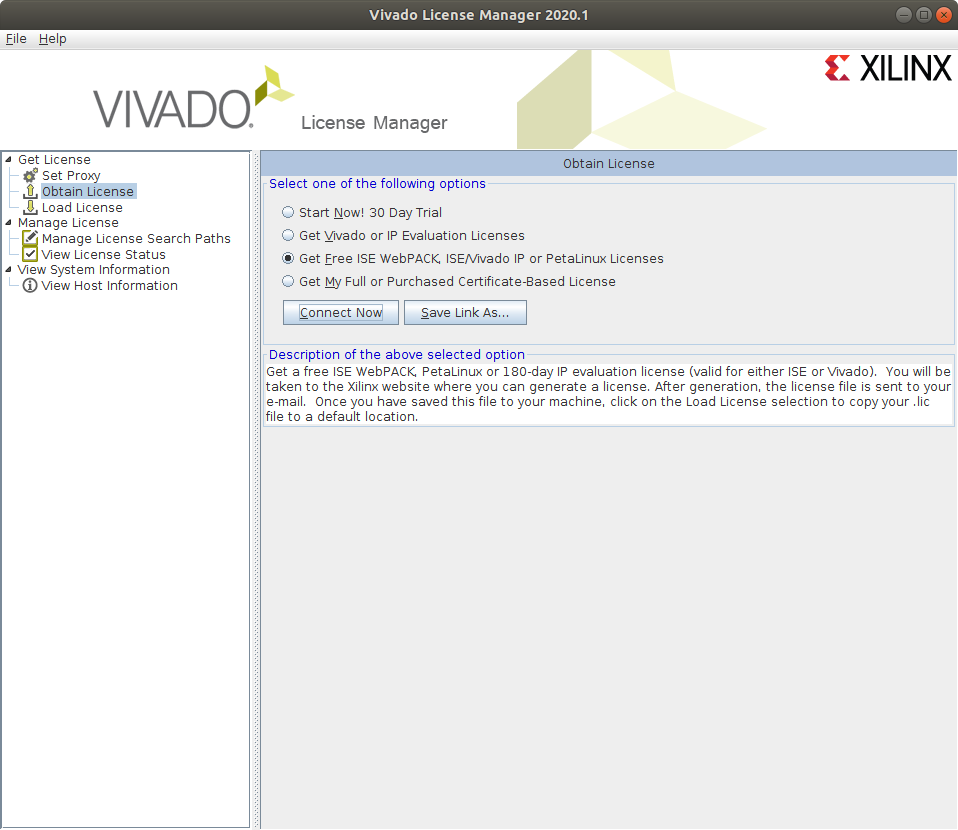 Vivado License Manager 2020.1
File Help
VIVADO.
License Manager
XILINX
Get License
Set Proxy
Obtain License
Load License
Manage License
Manage License Search Paths
View License Status
View System Information
View Host Information
Obtain License
Select one of the following options
Start Now! 30 Day Trial
Get Vivado or IP Evaluation Licenses
Get Free ISE WebPACK, ISE/Vivado IP or PetaLinux Licenses
Get My Full or Purchased Certificate-Based License
Connect Now Save Link As...
Description of the above selected option
Get a free ISE WebPACK, PetaLinux or 180-day IP evaluation license (valid for either ISE or Vivado).  You will be
taken to the Xilinx website where you can generate a license. After generation, the license file is sent to your
e-mail.  Once you have saved this file to your machine, click on the Load License selection to copy your .lic
file to a default location.